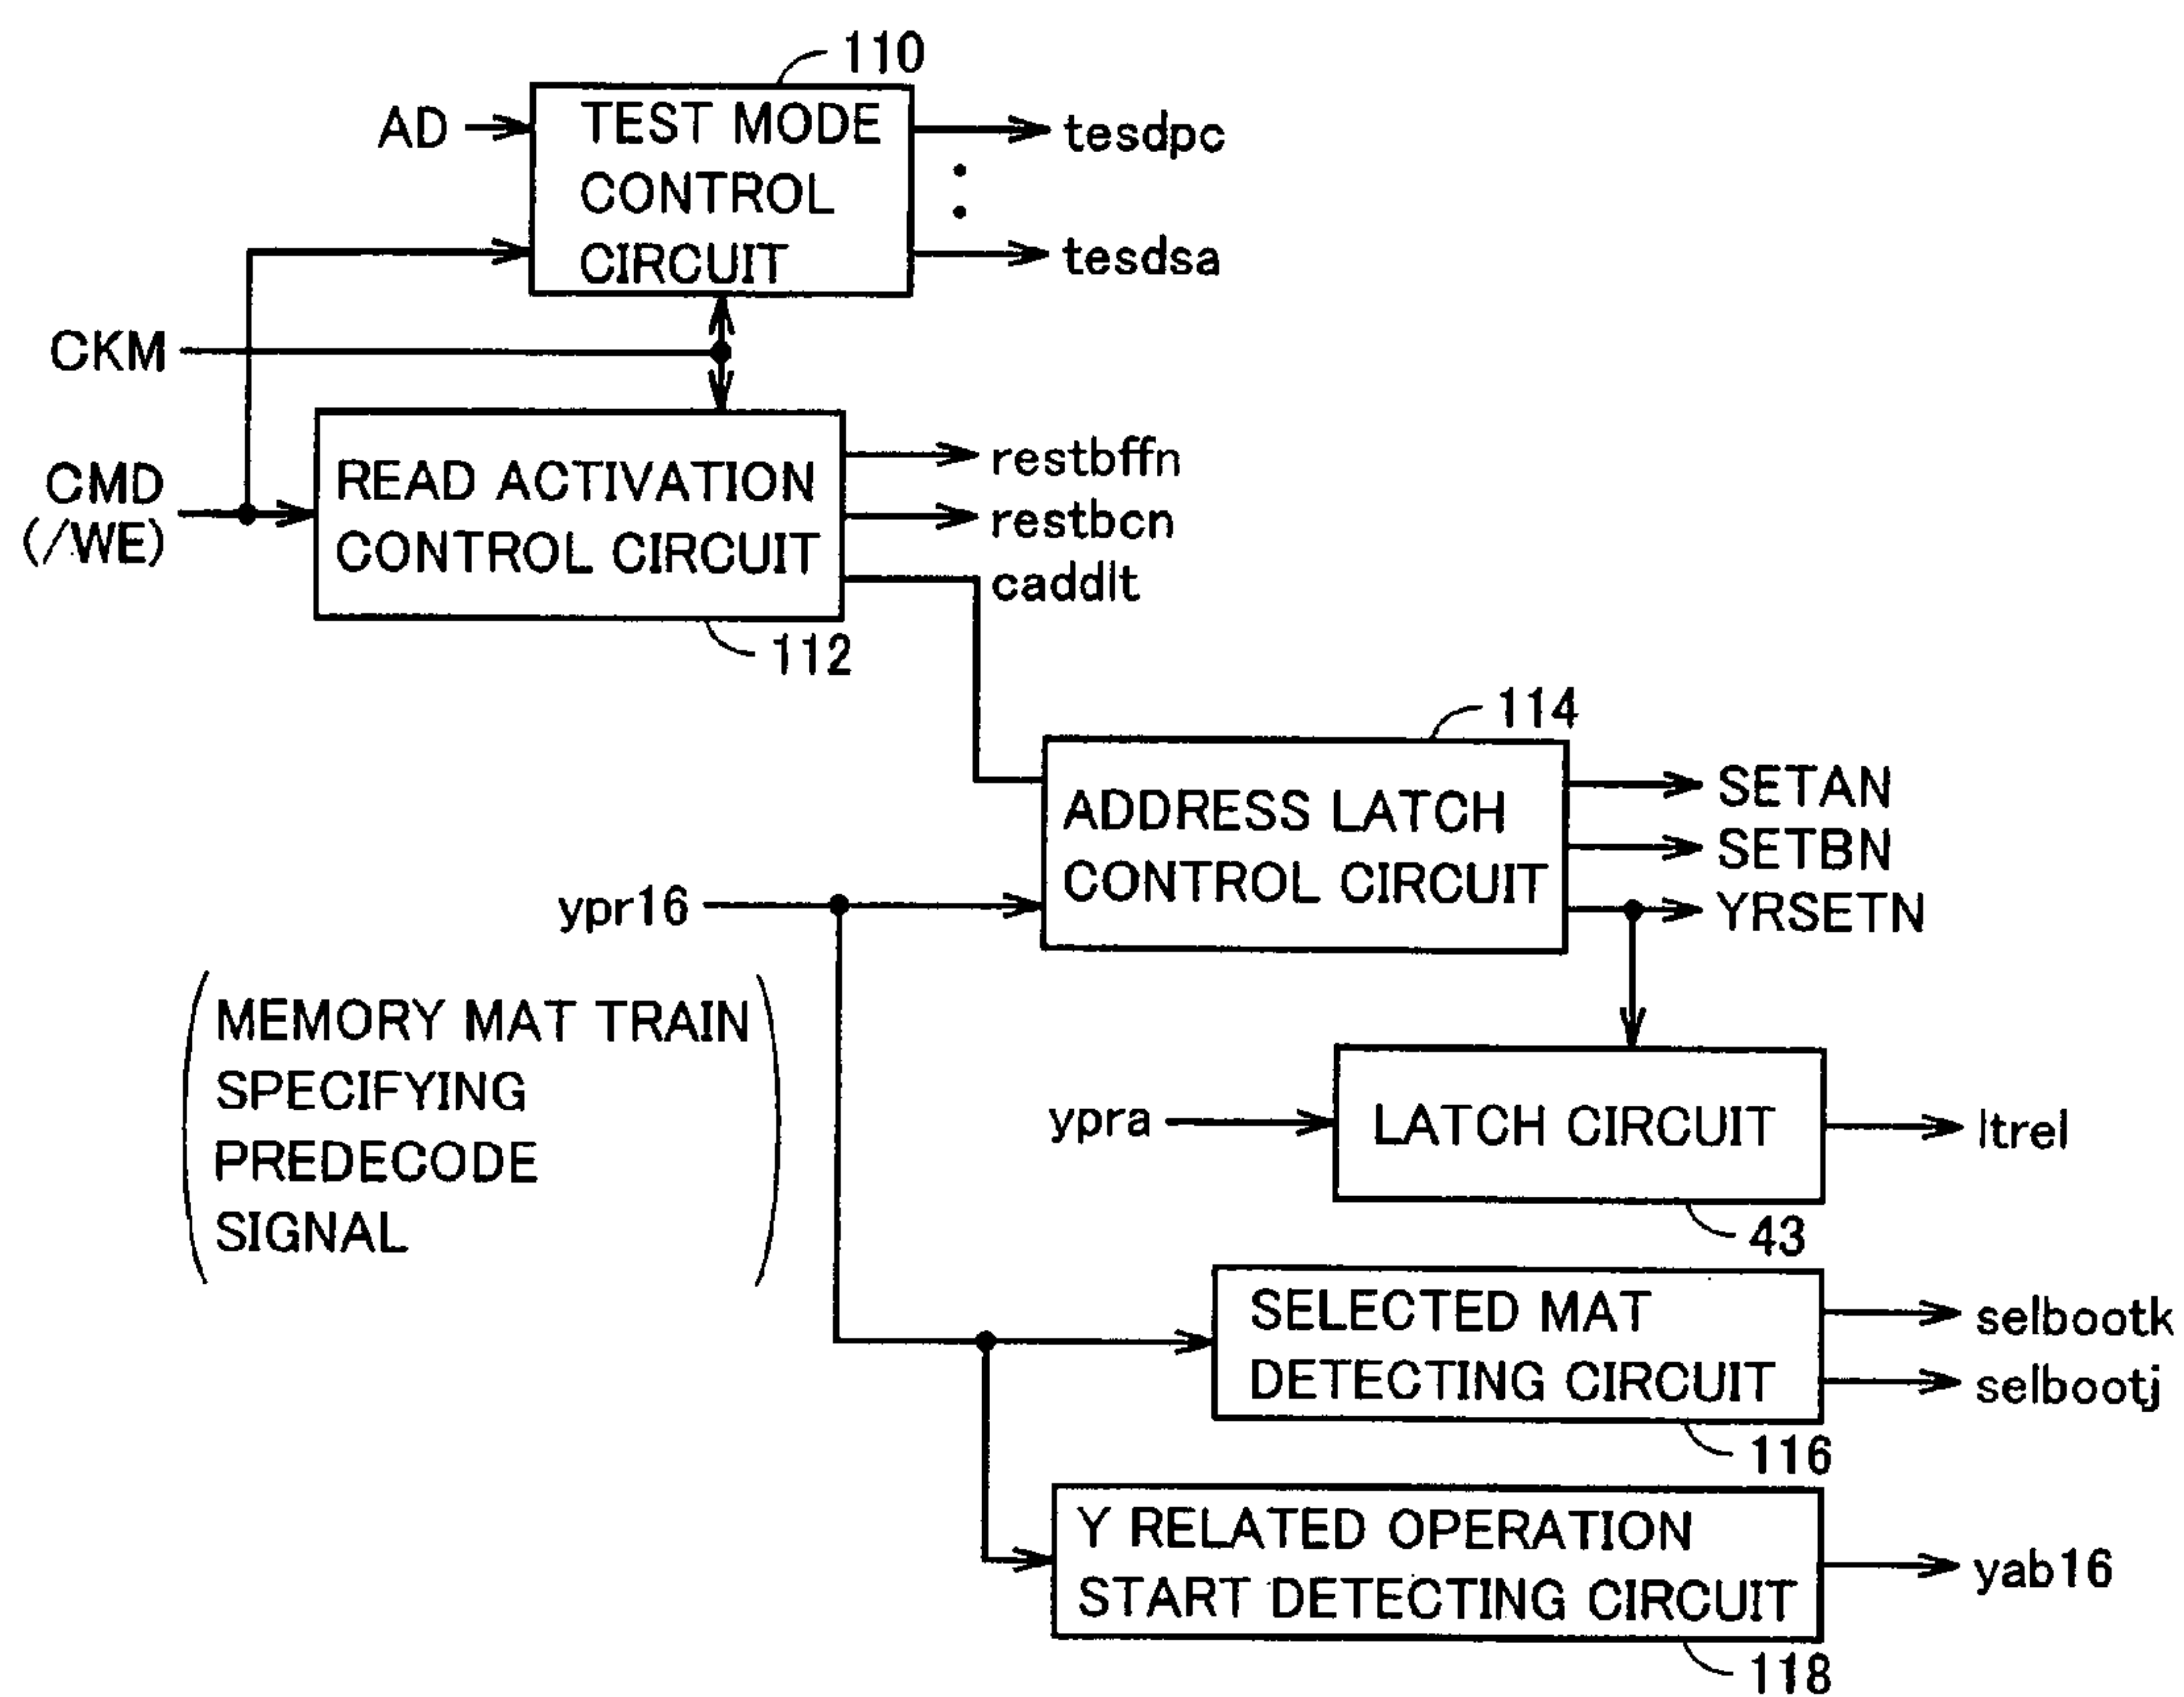 110
AD
TEST MODE
CONTROL
CIRCUIT
tesdpc
tesdsa
CKM
CMD
(/WE)
READ ACTIVATION
CONTROL CIRCUIT
restbffn
restbcn
caddlt
112
114
ADDRESS LATCH
CONTROL CIRCUIT
SETAN
SETBN
YRSETN
ypr16
MEMORY MAT TRAIN
SPECIFYING
PREDECODE
SIGNAL
ypra
LATCH CIRCUIT
ltrel
43
SELECTED MAT
DETECTING CIRCUIT
selbootk
selbootj
116
Y RELATED OPERATION
START DETECTING CIRCUIT
yab16
118